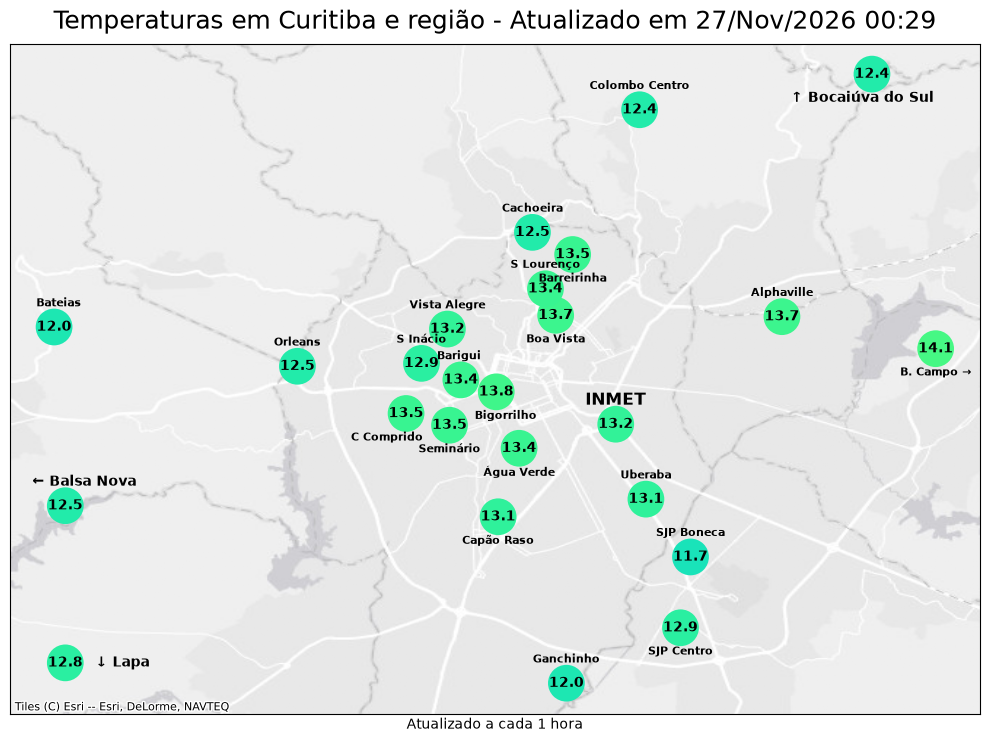 Temperaturas em Curitiba e região - Atualizado em 27/Nov/2026 00:29
12.4
↑ Bocaiúva do Sul
Colombo Centro
12.4
Cachoeira
12.5
13.5
Barreirinha
S Lourenço
13.4
13.7
Boa Vista
Alphaville
13.7
14.1
B. Campo →
Bateias
12.0
Vista Alegre
13.2
Orleans
12.5
S Inácio
12.9
Barigui
13.4
13.8
Bigorrilho
13.5
C Comprido
13.5
Seminário
INMET
13.2
13.4
Água Verde
Uberaba
13.1
← Balsa Nova
12.5
13.1
Capão Raso
SJP Boneca
11.7
12.9
SJP Centro
12.8 ↓ Lapa
Ganchinho
12.0
Tiles (C) Esri -- Esri, DeLorme, NAVTEQ
Atualizado a cada 1 hora